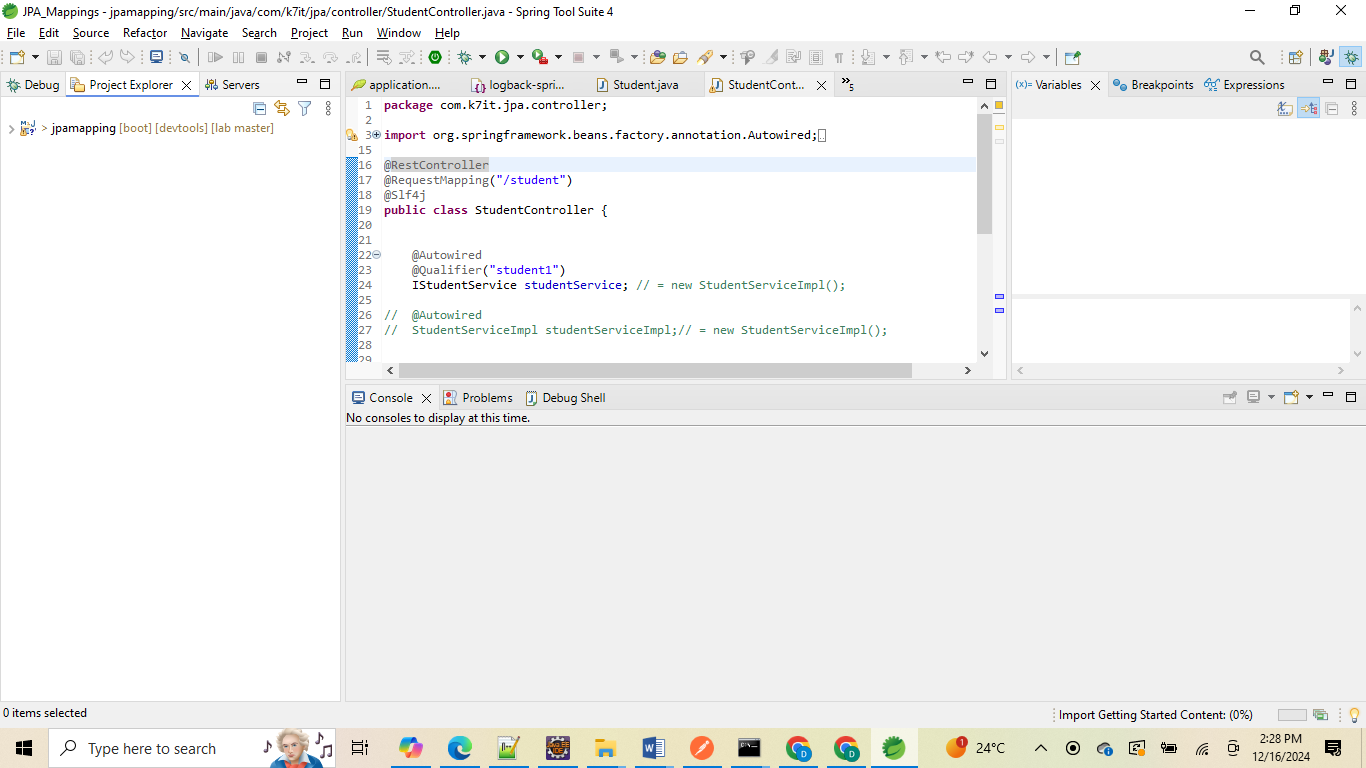 JPA_Mappings - jpamapping/src/main/java/com/k7it/jpa/controller/StudentController.java - Spring Tool Suite 4
File Edit Source Refactor Navigate Search Project Run Window Help
Debug Project Explorer Servers
> jpamapping [boot] [devtools] [lab master]
application.... logback-spri... Student.java StudentCont... »5
1 package com.k7it.jpa.controller;
2
3 import org.springframework.beans.factory.annotation.Autowired;
15
16 @RestController
17 @RequestMapping("/student")
18 @Slf4j
19 public class StudentController {
20
21
22 @Autowired
23 @Qualifier("student1")
24 IStudentService studentService; // = new StudentServiceImpl();
25
26 // @Autowired
27 // StudentServiceImpl studentServiceImpl;// = new StudentServiceImpl();
28
29
(x)= Variables Breakpoints Expressions
Console Problems Debug Shell
No consoles to display at this time.
0 items selected
Import Getting Started Content: (0%)
Type here to search
1
24°C
2:28 PM
12/16/2024